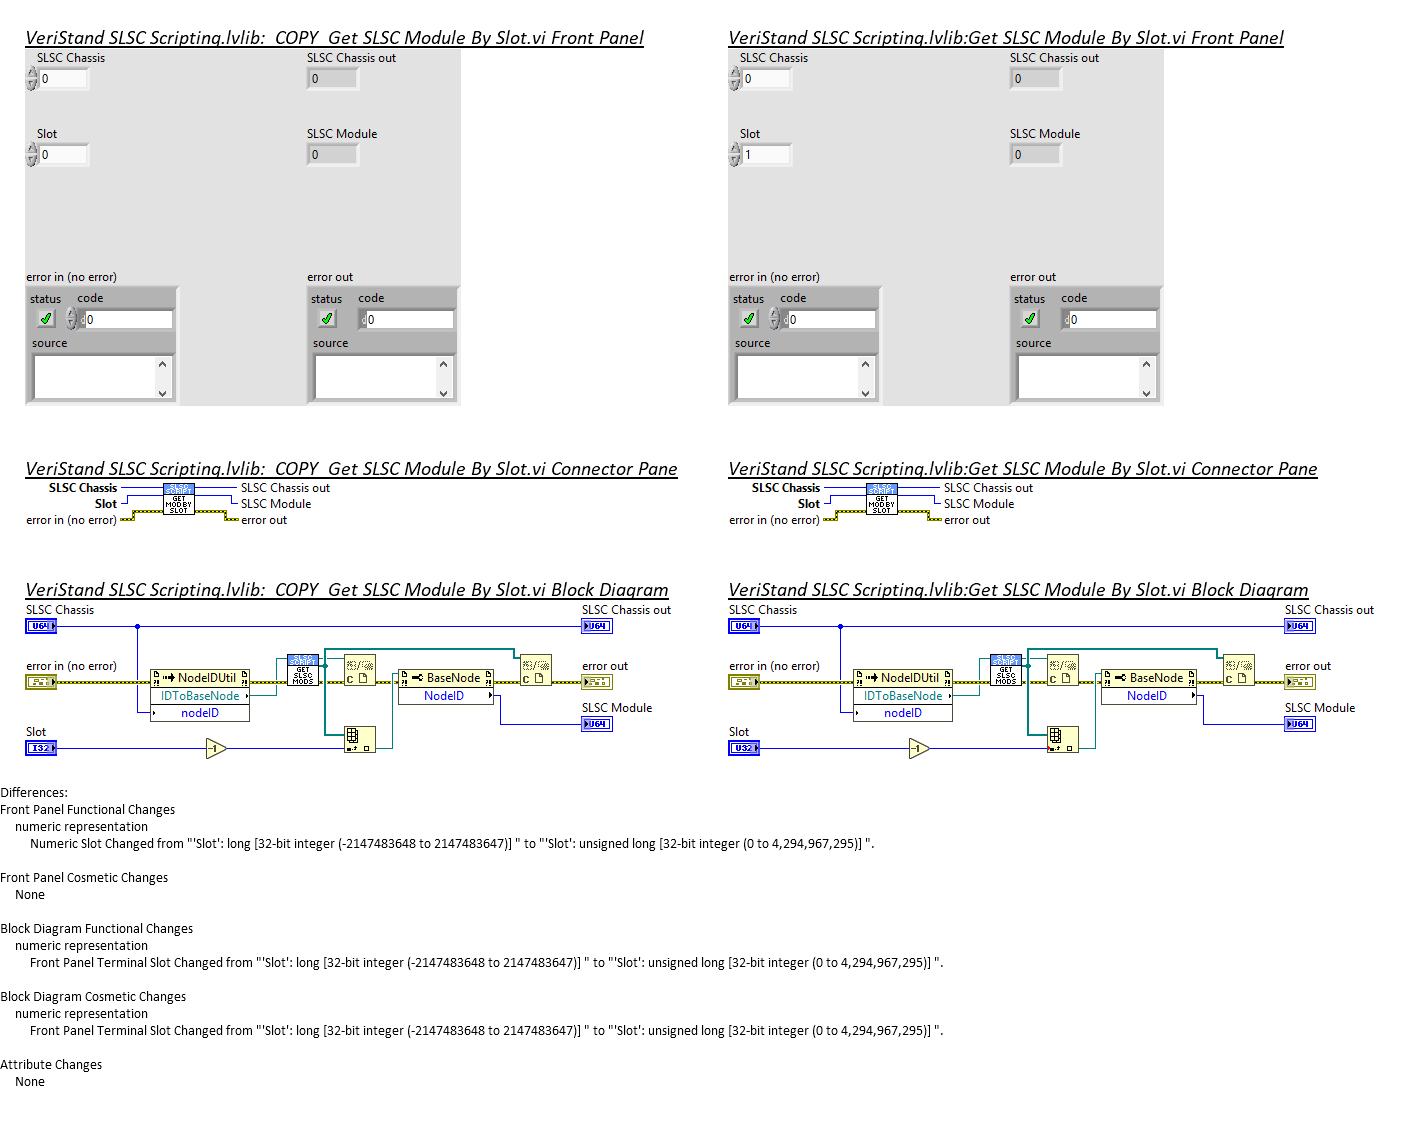 VeriStand SLSC Scripting.lvlib:_COPY_Get SLSC Module By Slot.vi Front Panel
SLSC Chassis
0
SLSC Chassis out
0
Slot
0
SLSC Module
0
error in (no error)
status
code
d0
source
error out
status
code
d0
source
VeriStand SLSC Scripting.lvlib:Get SLSC Module By Slot.vi Front Panel
SLSC Chassis
0
SLSC Chassis out
0
Slot
1
SLSC Module
0
error in (no error)
status
code
d0
source
error out
status
code
d0
source
VeriStand SLSC Scripting.lvlib:_COPY_Get SLSC Module By Slot.vi Connector Pane
SLSC Chassis
Slot
error in (no error)
SLSC
SCRIPT
GET
MOD BY
SLOT
SLSC Chassis out
SLSC Module
error out
VeriStand SLSC Scripting.lvlib:Get SLSC Module By Slot.vi Connector Pane
SLSC Chassis
Slot
error in (no error)
SLSC
SCRIPT
GET
MOD BY
SLOT
SLSC Chassis out
SLSC Module
error out
VeriStand SLSC Scripting.lvlib:_COPY_Get SLSC Module By Slot.vi Block Diagram
SLSC Chassis
U64
SLSC Chassis out
U64
error in (no error)
NodeIDUtil
IDToBaseNode
nodeID
SLSC
SCRIPT
GET
SLSC
MODS
C
BaseNode
NodeID
C
error out
SLSC Module
U64
Slot
I32
-1
VeriStand SLSC Scripting.lvlib:Get SLSC Module By Slot.vi Block Diagram
SLSC Chassis
U64
SLSC Chassis out
U64
error in (no error)
NodeIDUtil
IDToBaseNode
nodeID
SLSC
SCRIPT
GET
SLSC
MODS
C
BaseNode
NodeID
C
error out
SLSC Module
U64
Slot
U32
-1
Differences:
Front Panel Functional Changes
numeric representation
Numeric Slot Changed from "'Slot': long [32-bit integer (-2147483648 to 2147483647)] " to "'Slot': unsigned long [32-bit integer (0 to 4,294,967,295)] ".
Front Panel Cosmetic Changes
None
Block Diagram Functional Changes
numeric representation
Front Panel Terminal Slot Changed from "'Slot': long [32-bit integer (-2147483648 to 2147483647)] " to "'Slot': unsigned long [32-bit integer (0 to 4,294,967,295)] ".
Block Diagram Cosmetic Changes
numeric representation
Front Panel Terminal Slot Changed from "'Slot': long [32-bit integer (-2147483648 to 2147483647)] " to "'Slot': unsigned long [32-bit integer (0 to 4,294,967,295)] ".
Attribute Changes
None